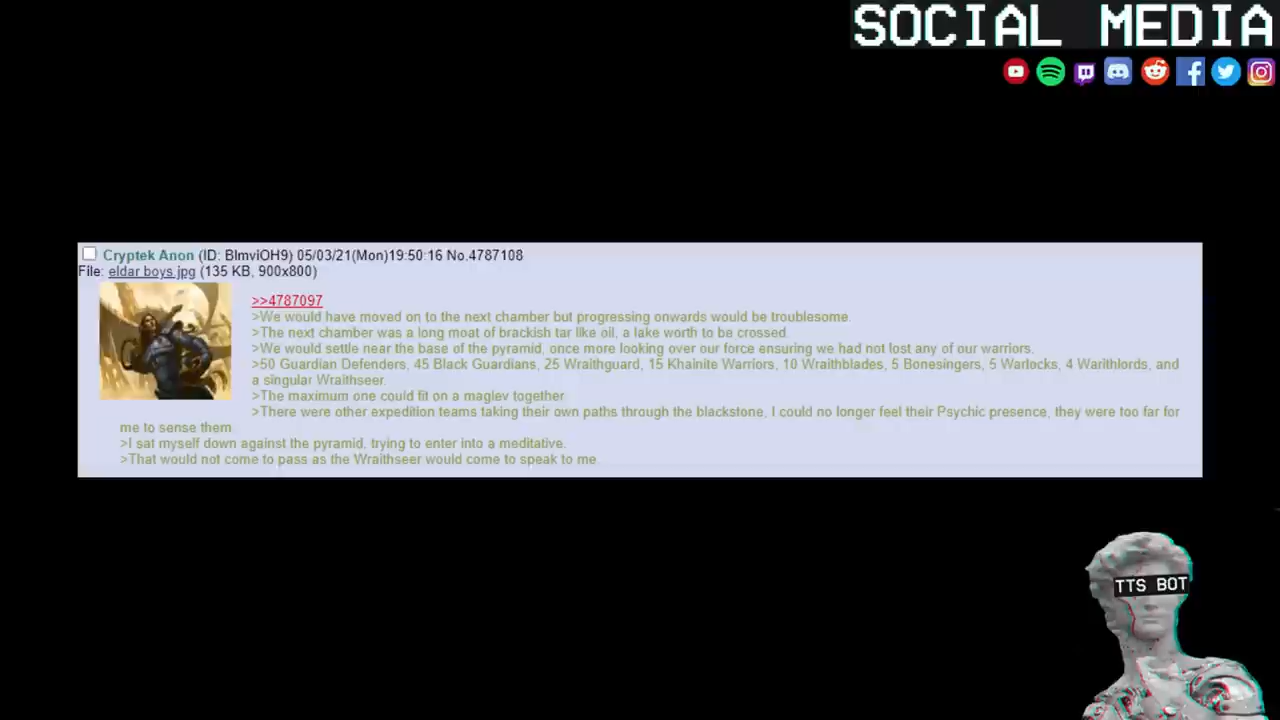 SOCIAL MEDIA
Cryptek Anon (ID: BlmviOH9) 05/03/21(Mon)19:50:16 No.4787108
File: eldar boys.jpg (135 KB, 900x800)
>>4787097
>We would have moved on to the next chamber but progressing onwards would be troublesome.
>The next chamber was a long moat of brackish tar like oil, a lake worth to be crossed.
>We would settle near the base of the pyramid, once more looking over our force ensuring we had not lost any of our warriors.
>50 Guardian Defenders, 45 Black Guardians, 25 Wraithguard, 15 Khainite Warriors, 10 Wraithblades, 5 Bonesingers, 5 Warlocks, 4 Warithlords, and
a singular Wraithseer.
>The maximum one could fit on a maglev together
>There were other expedition teams taking their own paths through the blackstone, I could no longer feel their Psychic presence, they were too far for
me to sense them.
>I sat myself down against the pyramid, trying to enter into a meditative.
>That would not come to pass as the Wraithseer would come to speak to me.
TTS BOT